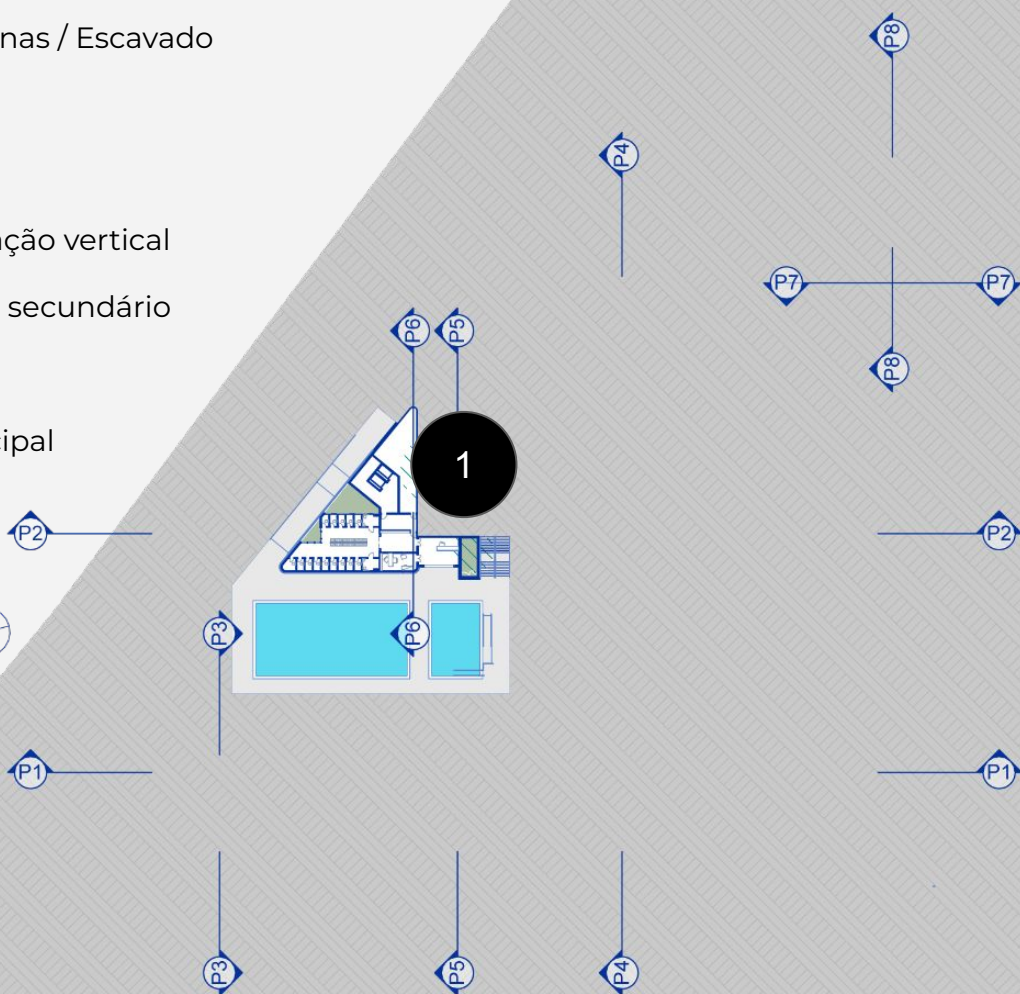 nas / Escavado
ção vertical
secundário
cipal
P8
P4
P7 P7
P6 P5
P8
1
P2 P2
P3 P6
P1 P1
P3 P5 P4